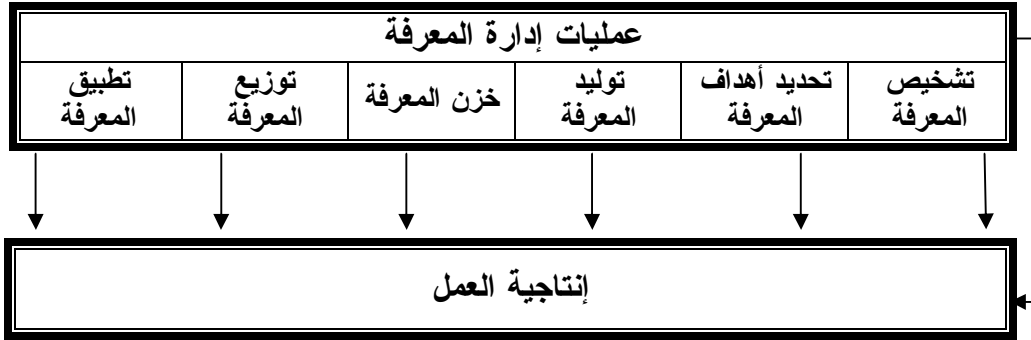 عمليات إدارة المعرفة
تشخيص
المعرفة
تحديد أهداف
المعرفة
توليد
المعرفة
خزن المعرفة
توزيع
المعرفة
تطبيق
المعرفة
إنتاجية العمل